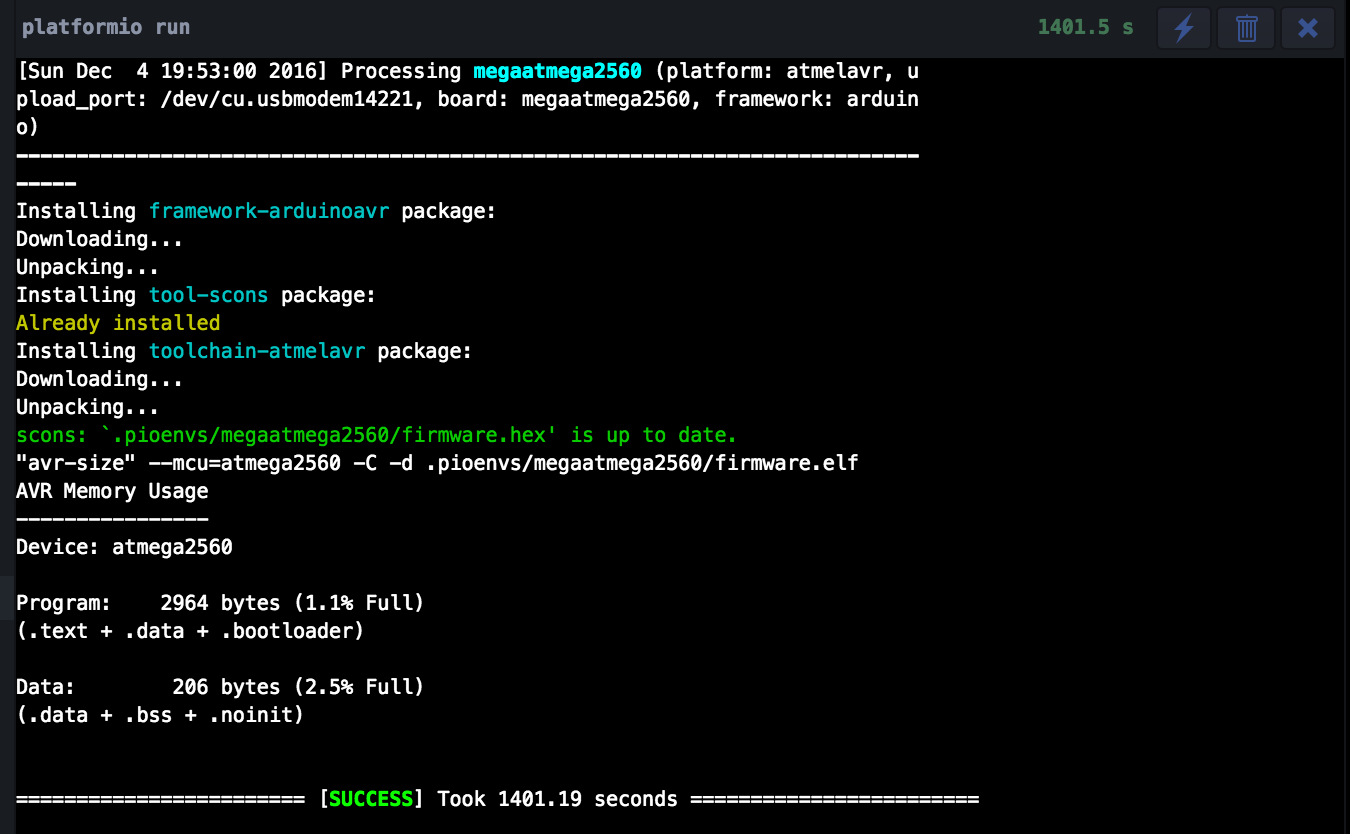 platformio run 1401.5 s
[Sun Dec  4 19:53:00 2016] Processing megaatmega2560 (platform: atmelavr, u
pload_port: /dev/cu.usbmodem14221, board: megaatmega2560, framework: arduin
o)
---------------------------------------------------------------------------
-----
Installing framework-arduinoavr package:
Downloading...
Unpacking...
Installing tool-scons package:
Already installed
Installing toolchain-atmelavr package:
Downloading...
Unpacking...
scons: `.pioenvs/megaatmega2560/firmware.hex' is up to date.
"avr-size" --mcu=atmega2560 -C -d .pioenvs/megaatmega2560/firmware.elf
AVR Memory Usage
----------------
Device: atmega2560
Program:    2964 bytes (1.1% Full)
(.text + .data + .bootloader)
Data:        206 bytes (2.5% Full)
(.data + .bss + .noinit)
======================== [SUCCESS] Took 1401.19 seconds ========================